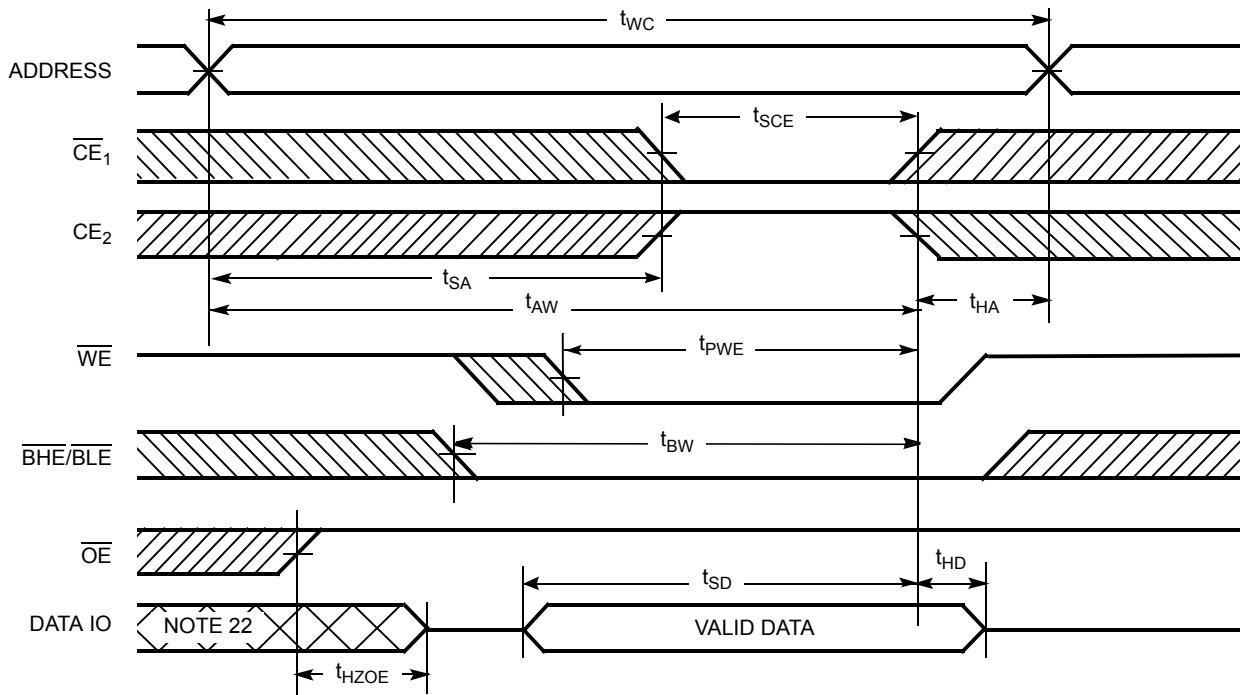 tWC
ADDRESS
tSCE
CE1
CE2
tSA
tAW
tHA
WE
tPWE
BHE/BLE
tBW
OE
tHD
tSD
DATA IO
NOTE 22
VALID DATA
tHZOE